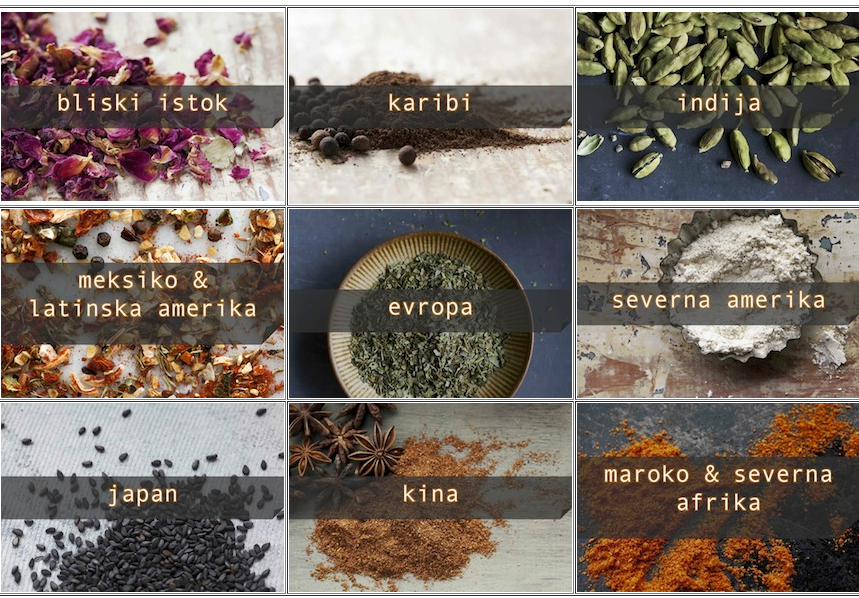 bliski istok
karibi
indija
meksiko &
latinska amerika
evropa
severna amerika
japan
kina
maroko & severna
afrika